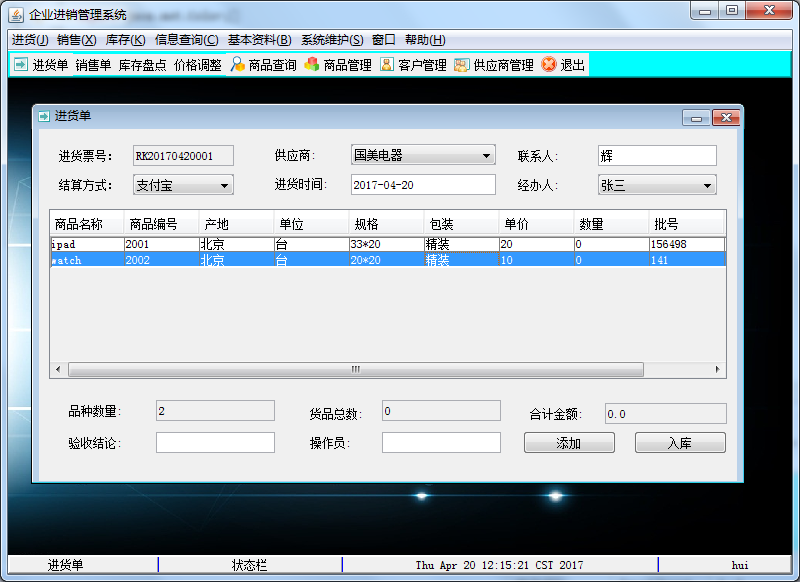 企业进销管理系统
进货(J) 销售(X) 库存(K) 信息查询(C) 基本资料(B) 系统维护(S) 窗口 帮助(H)
进货单 销售单 库存盘点 价格调整 商品查询 商品管理 客户管理 供应商管理 退出
进货单
进货票号: RK20170420001 供应商: 国美电器 联系人: 辉
结算方式: 支付宝 进货时间: 2017-04-20 经办人: 张三
商品名称 商品编号 产地 单位 规格 包装 单价 数量 批号
ipad 2001 北京 台 33*20 精装 20 0 156498
watch 2002 北京 台 20*20 精装 10 0 141
品种数量: 2 货品总数: 0 合计金额: 0.0
验收结论: 操作员: 添加 入库
进货单 状态栏 Thu Apr 20 12:15:21 CST 2017 hui